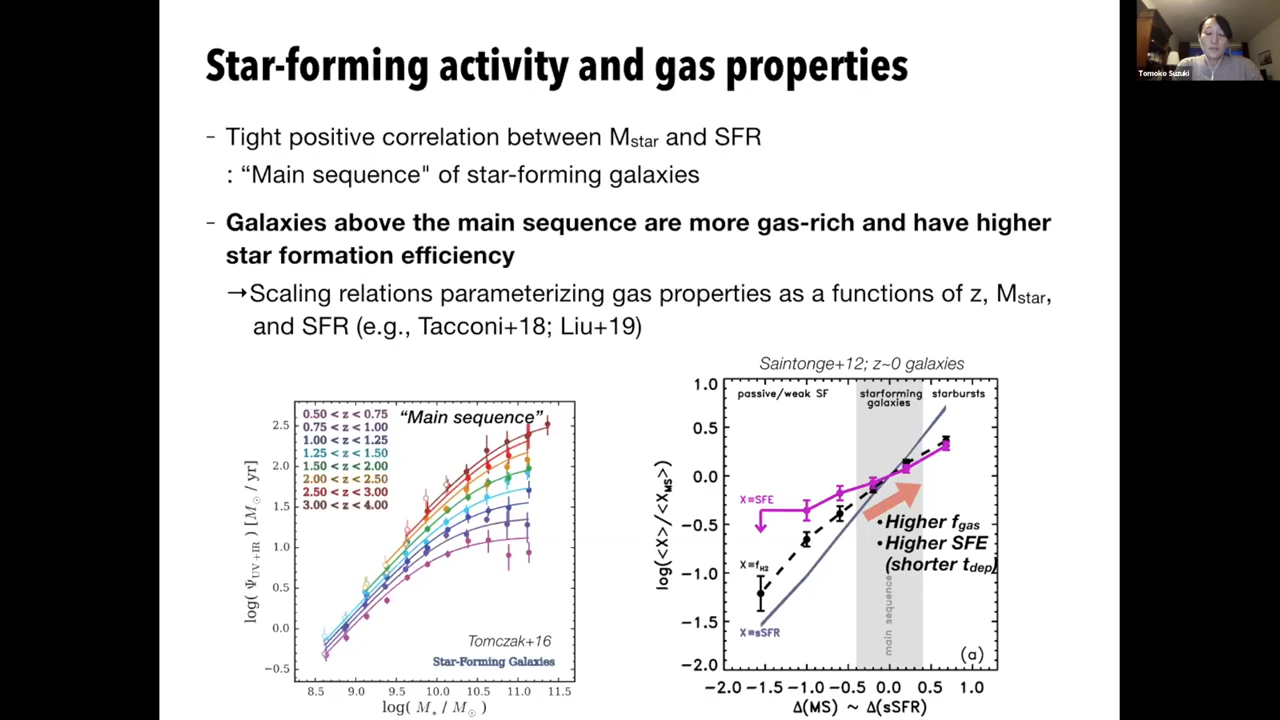 Star-forming activity and gas properties
Tomoko Suzuki
- Tight positive correlation between Mstar and SFR
: “Main sequence" of star-forming galaxies
- Galaxies above the main sequence are more gas-rich and have higher
star formation efficiency
→Scaling relations parameterizing gas properties as a functions of z, Mstar,
and SFR (e.g., Tacconi+18; Liu+19)
“Main sequence”
0.50 < z < 0.75
0.75 < z < 1.00
1.00 < z < 1.25
1.25 < z < 1.50
1.50 < z < 2.00
2.00 < z < 2.50
2.50 < z < 3.00
3.00 < z < 4.00
2.5
2.0
1.5
1.0
0.5
0.0
−0.5
log( Ψ_UV+IR ) [M_☉ / yr]
Tomczak+16
Star-Forming Galaxies
8.5 9.0 9.5 10.0 10.5 11.0 11.5
log( M_* / M_☉ )
Saintonge+12; z~0 galaxies
passive/weak SF
starforming
galaxies
starbursts
1.0
0.5
0.0
−0.5
−1.0
−1.5
−2.0
log(<X>/<X_MS>)
X=SFE
X=f_H2
X=sSFR
•Higher fgas
•Higher SFE
(shorter tdep)
main sequence
(a)
−2.0 −1.5 −1.0 −0.5 0.0 0.5 1.0
Δ(MS) ~ Δ(sSFR)